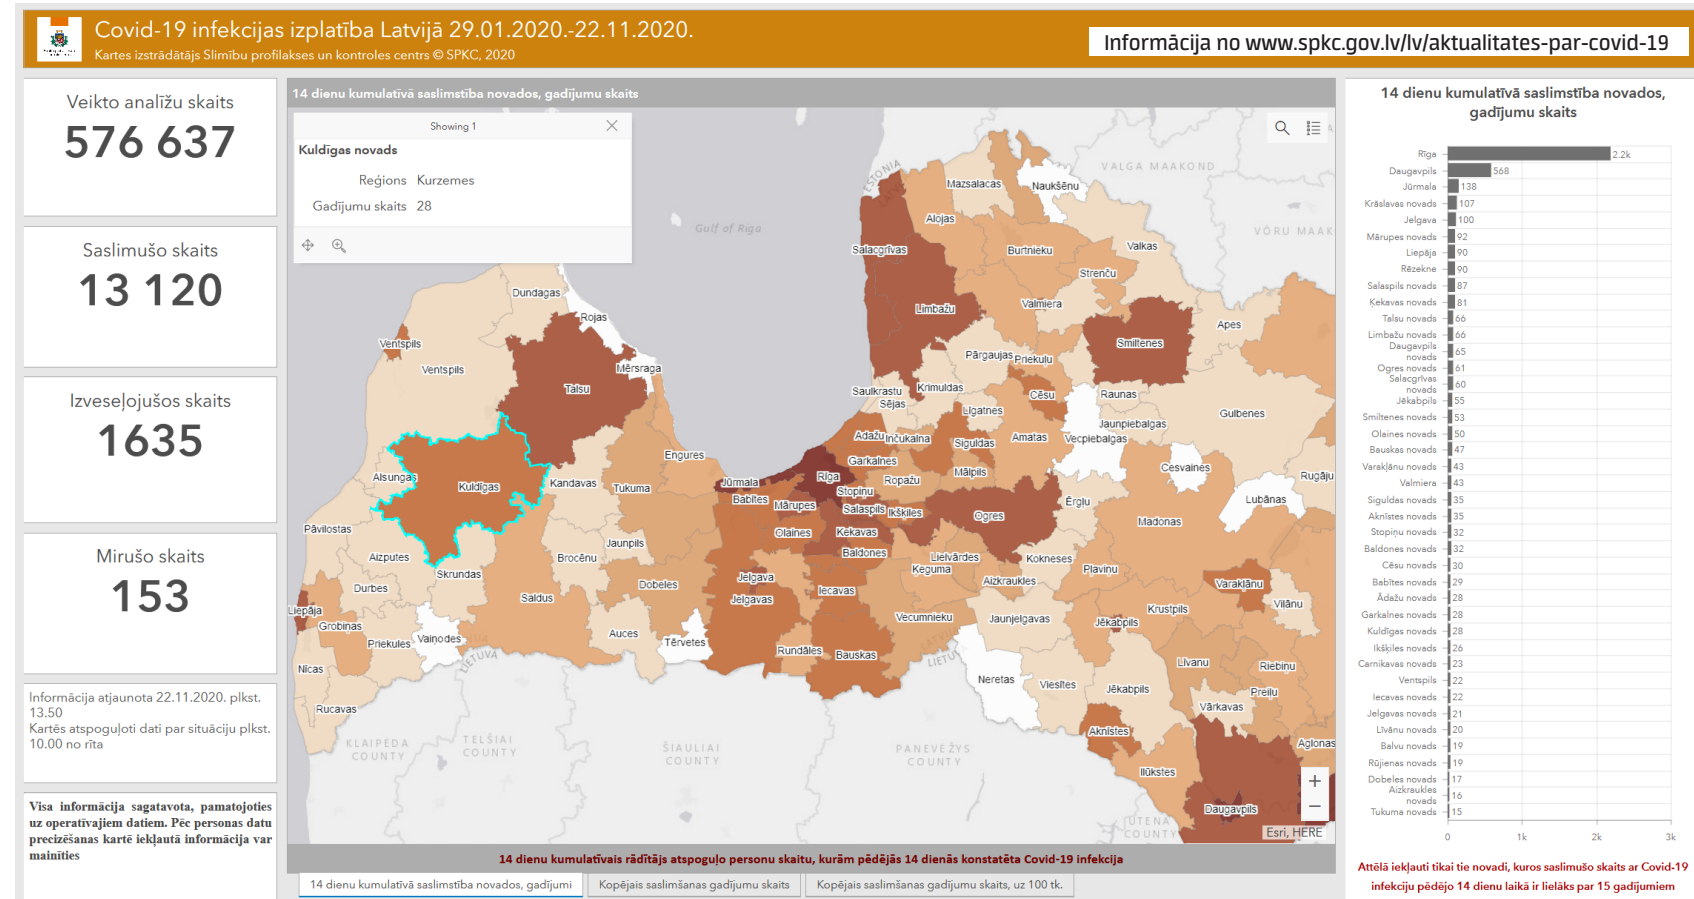 Covid-19 infekcijas izplatība Latvijā 29.01.2020.-22.11.2020.
Kartes izstrādātājs Slimību profilakses un kontroles centrs © SPKC, 2020
Informācija no www.spkc.gov.lv/lv/aktualitates-par-covid-19
Veikto analīžu skaits
576 637
Saslimušo skaits
13 120
Izveseļojušos skaits
1635
Mirušo skaits
153
Informācija atjaunota 22.11.2020. plkst.
13.50
Kartēs atspoguļoti dati par situāciju plkst.
10.00 no rīta
Visa informācija sagatavota, pamatojoties
uz operatīvajiem datiem. Pēc personas datu
precizēšanas kartē iekļautā informācija var
mainīties
14 dienu kumulatīvā saslimstība novados, gadījumu skaits
Showing 1
Kuldīgas novads
Reģions Kurzemes
Gadījumu skaits 28
Gulf of Riga
ESTONIA
LATVIA
VALGA MAAKOND
VÕRU MAAK
Mazsalacas
Naukšēnu
Alojas
Salacgrīvas
Burtnieku
Valkas
Strenču
Dundagas
Valmiera
Limbažu
Rojas
Apes
Ventspils
Smiltenes
Pārgaujas
Priekuļu
Ventspils
Mērsraga
Talsu
Saulkrastu
Krimuldas
Cēsu
Raunas
Sējas
Līgatnes
Gulbenes
Jaunpiebalgas
Ādažu
Inčukalna
Siguldas
Amatas
Vecpiebalgas
Engures
Garkalnes
Cesvaines
Alsungas
Kuldīgas
Kandavas
Tukuma
Jūrmala
Rīga
Ropažu
Mālpils
Rugāju
Stopiņu
Babītes
Mārupes
Salaspils
Ikšķiles
Ogres
Ērgļu
Lubānas
Pāvilostas
Olaines
Ķekavas
Madonas
Aizputes
Brocēnu
Jaunpils
Baldones
Lielvārdes
Kokneses
Skrundas
Ķeguma
Pļaviņu
Durbes
Dobeles
Jelgava
Aizkraukles
Varakļānu
Saldus
Jelgavas
Iecavas
Viļānu
Liepāja
Krustpils
Grobiņas
Vecumnieku
Jaunjelgavas
Jēkabpils
Priekules
Vaiņodes
Auces
Tērvetes
Rundāles
Bauskas
LIETUVA
LATVIJA
LIETU
Līvānu
Riebiņu
Nīcas
Neretas
Viesītes
Jēkabpils
Preiļu
Vārkavas
Rucavas
Aknīstes
Aglonas
KLAIPEDA
COUNTY
TELŠIAI
COUNTY
ŠIAULIAI
COUNTY
PANEVĖŽYS
COUNTY
Ilūkstes
Daugavpils
UTENA
COUNTY
+
−
Esri, HERE
14 dienu kumulatīvais rādītājs atspoguļo personu skaitu, kurām pēdējās 14 dienās konstatēta Covid-19 infekcija
14 dienu kumulatīvā saslimstība novados, gadījumi
Kopējais saslimšanas gadījumu skaits
Kopējais saslimšanas gadījumu skaits, uz 100 tk.
14 dienu kumulatīvā saslimstība novados,
gadījumu skaits
Rīga 2.2k
Daugavpils 568
Jūrmala 138
Krāslavas novads 107
Jelgava 100
Mārupes novads 92
Liepāja 90
Rēzekne 90
Salaspils novads 87
Ķekavas novads 81
Talsu novads 66
Limbažu novads 66
Daugavpils
novads 65
Ogres novads 61
Salacgrīvas
novads 60
Jēkabpils 55
Smiltenes novads 53
Olaines novads 50
Bauskas novads 47
Varakļānu novads 43
Valmiera 43
Siguldas novads 35
Aknīstes novads 35
Stopiņu novads 32
Baldones novads 32
Cēsu novads 30
Babītes novads 29
Ādažu novads 28
Garkalnes novads 28
Kuldīgas novads 28
Ikšķiles novads 26
Carnikavas novads 23
Ventspils 22
Iecavas novads 22
Jelgavas novads 21
Līvānu novads 20
Balvu novads 19
Rūjienas novads 19
Dobeles novads 17
Aizkraukles
novads 16
Tukuma novads 15
0 1k 2k 3k
Attēlā iekļauti tikai tie novadi, kuros saslimušo skaits ar Covid-19
infekciju pēdējo 14 dienu laikā ir lielāks par 15 gadījumiem